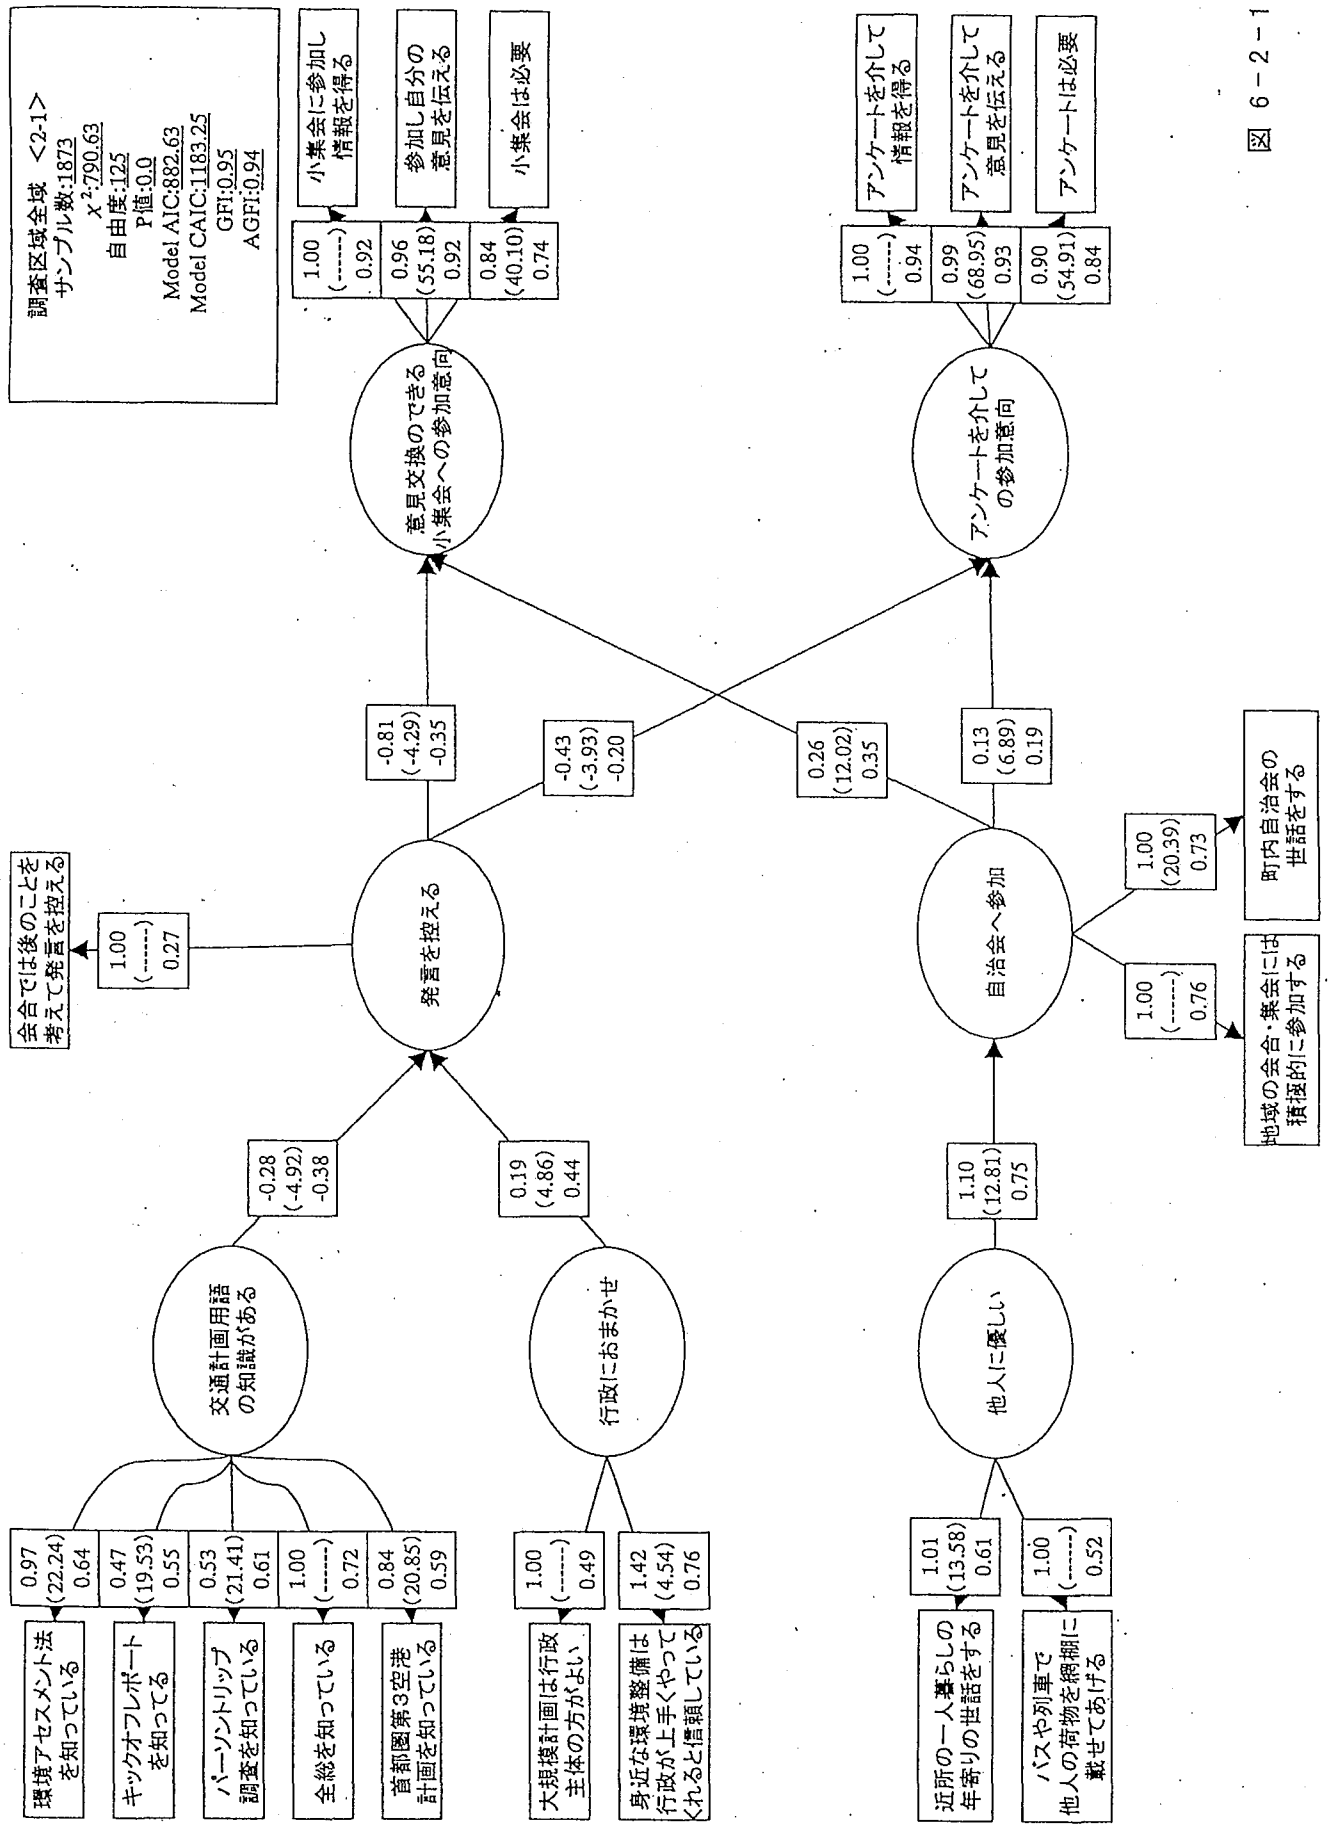 調査区域全域 <2-1>
サンプル数:1873
χ²:790.63
自由度:125
P値:0.0
Model AIC:882.63
Model CAIC:1183.25
GFI:0.95
AGFI:0.94
環境アセスメント法
を知っている
0.97
(22.24)
0.64
キックオフレポート
を知ってる
0.47
(19.53)
0.55
パーソントリップ
調査を知っている
0.53
(21.41)
0.61
全総を知っている
1.00
(------)
0.72
首都圏第3空港
計画を知っている
0.84
(20.85)
0.59
交通計画用語
の知識がある
-0.28
(-4.92)
-0.38
大規模計画は行政
主体の方がよい
1.00
(------)
0.49
身近な環境整備は
行政が上手くやって
くれると信頼している
1.42
(4.54)
0.76
行政におまかせ
0.19
(4.86)
0.44
近所の一人暮らしの
年寄りの世話をする
1.01
(13.58)
0.61
バスや列車で
他人の荷物を網棚に
載せてあげる
1.00
(------)
0.52
他人に優しい
1.10
(12.81)
0.75
会合では後のことを
考えて発言を控える
1.00
(------)
0.27
発言を控える
-0.81
(-4.29)
-0.35
-0.43
(-3.93)
-0.20
自治会へ参加
0.26
(12.02)
0.35
0.13
(6.89)
0.19
1.00
(------)
0.76
地域の会合・集会には
積極的に参加する
1.00
(20.39)
0.73
町内自治会の
世話をする
意見交換のできる
小集会への参加意向
1.00
(------)
0.92
小集会に参加し
情報を得る
0.96
(55.18)
0.92
参加し自分の
意見を伝える
0.84
(40.10)
0.74
小集会は必要
アンケートを介して
の参加意向
1.00
(------)
0.94
アンケートを介して
情報を得る
0.99
(68.95)
0.93
アンケートを介して
意見を伝える
0.90
(54.91)
0.84
アンケートは必要
図 6-2-1